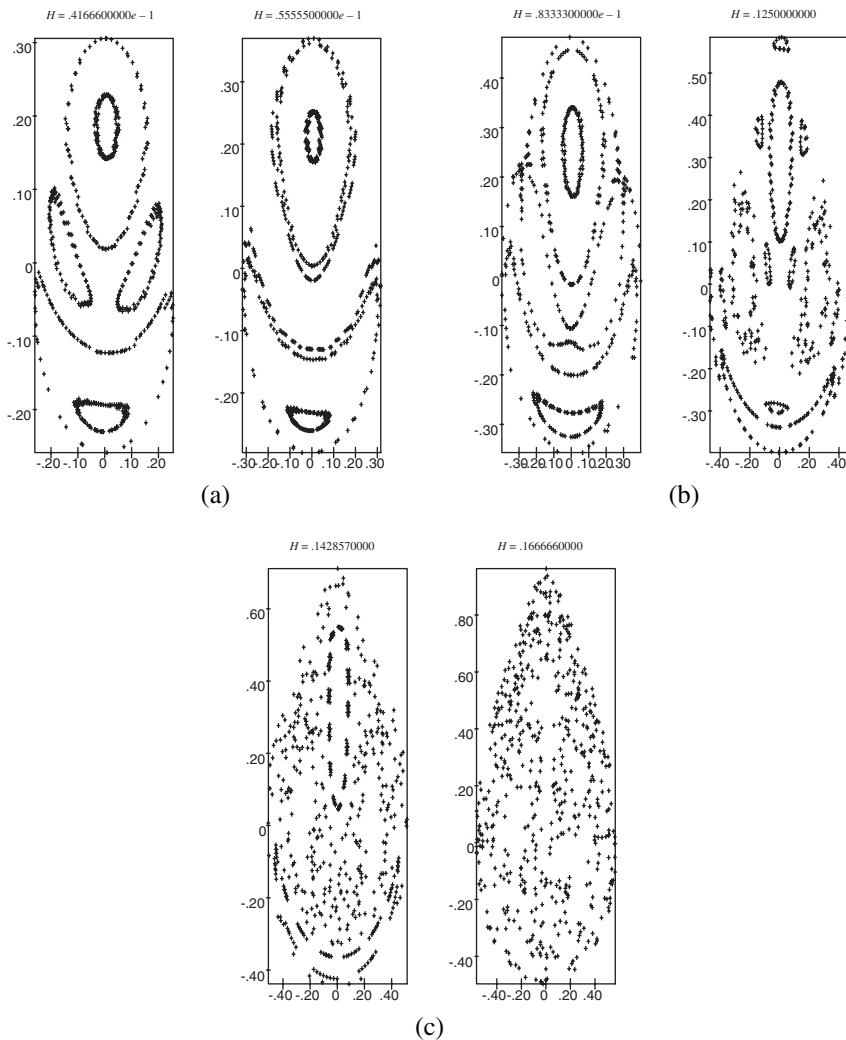 H = .4166600000e – 1
H = .5555500000e – 1
.30
.20
.10
0
-.10
-.20
-.20 -.10 0 .10 .20
.30
.20
.10
0
-.10
-.20
-.30 -.20 -.10 0 .10 .20 .30
(a)
H = .8333300000e – 1
H = .1250000000
.40
.30
.20
.10
0
-.10
-.20
-.30
-.30 -.20 -.10 0 .10 .20 .30
.50
.40
.30
.20
.10
0
-.10
-.20
-.30
-.40 -.20 0 .20 .40
(b)
H = .1428570000
H = .1666660000
.60
.40
.20
0
-.20
-.40
-.40 -.20 0 .20 .40
.80
.60
.40
.20
0
-.20
-.40
-.40 -.20 0 .20 .40
(c)